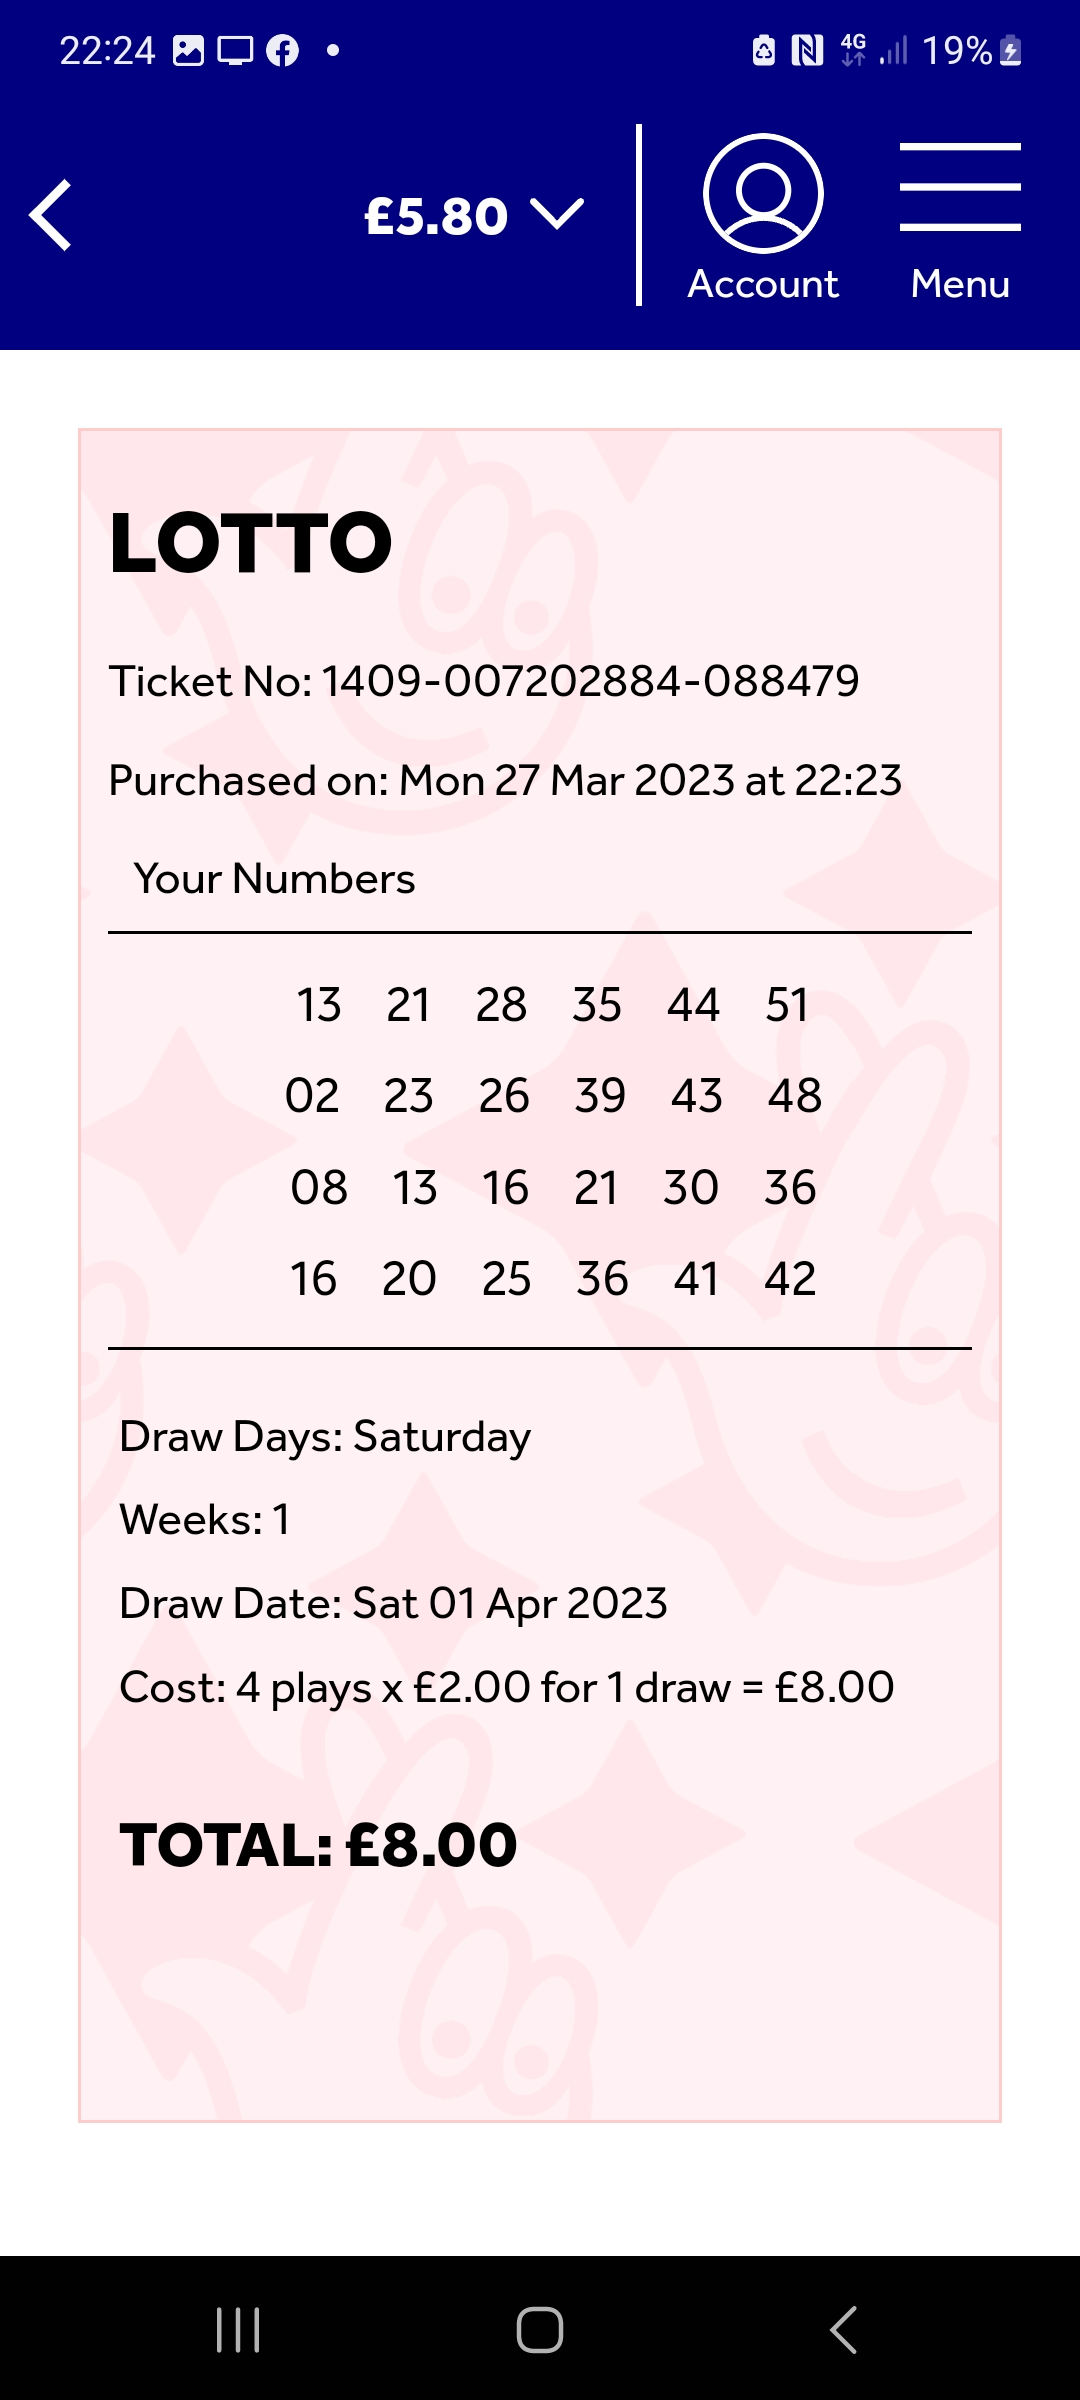 22:24 4G 19%
£5.80
Account Menu
LOTTO
Ticket No: 1409-007202884-088479
Purchased on: Mon 27 Mar 2023 at 22:23
Your Numbers
13 21 28 35 44 51
02 23 26 39 43 48
08 13 16 21 30 36
16 20 25 36 41 42
Draw Days: Saturday
Weeks: 1
Draw Date: Sat 01 Apr 2023
Cost: 4 plays x £2.00 for 1 draw = £8.00
TOTAL: £8.00